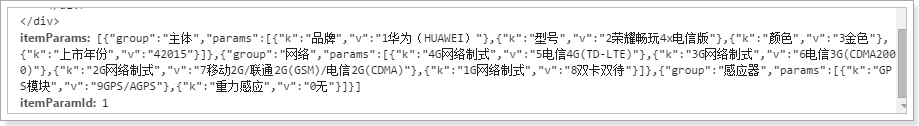 </div>
itemParams: [{"group":"主体","params":[{"k":"品牌","v":"1华为（HUAWEI）"},{"k":"型号","v":"2荣耀畅玩4x电信版"},{"k":"颜色","v":"3金色"},
{"k":"上市年份","v":"42015"}]},{"group":"网络","params":[{"k":"4G网络制式","v":"5电信4G(TD-LTE)"},{"k":"3G网络制式","v":"6电信3G(CDMA200
0)"},{"k":"2G网络制式","v":"7移动2G/联通2G(GSM)/电信2G(CDMA)"},{"k":"1G网络制式","v":"8双卡双待"}]},{"group":"感应器","params":[{"k":"GP
S模块","v":"9GPS/AGPS"},{"k":"重力感应","v":"0无"}]}]
itemParamId: 1